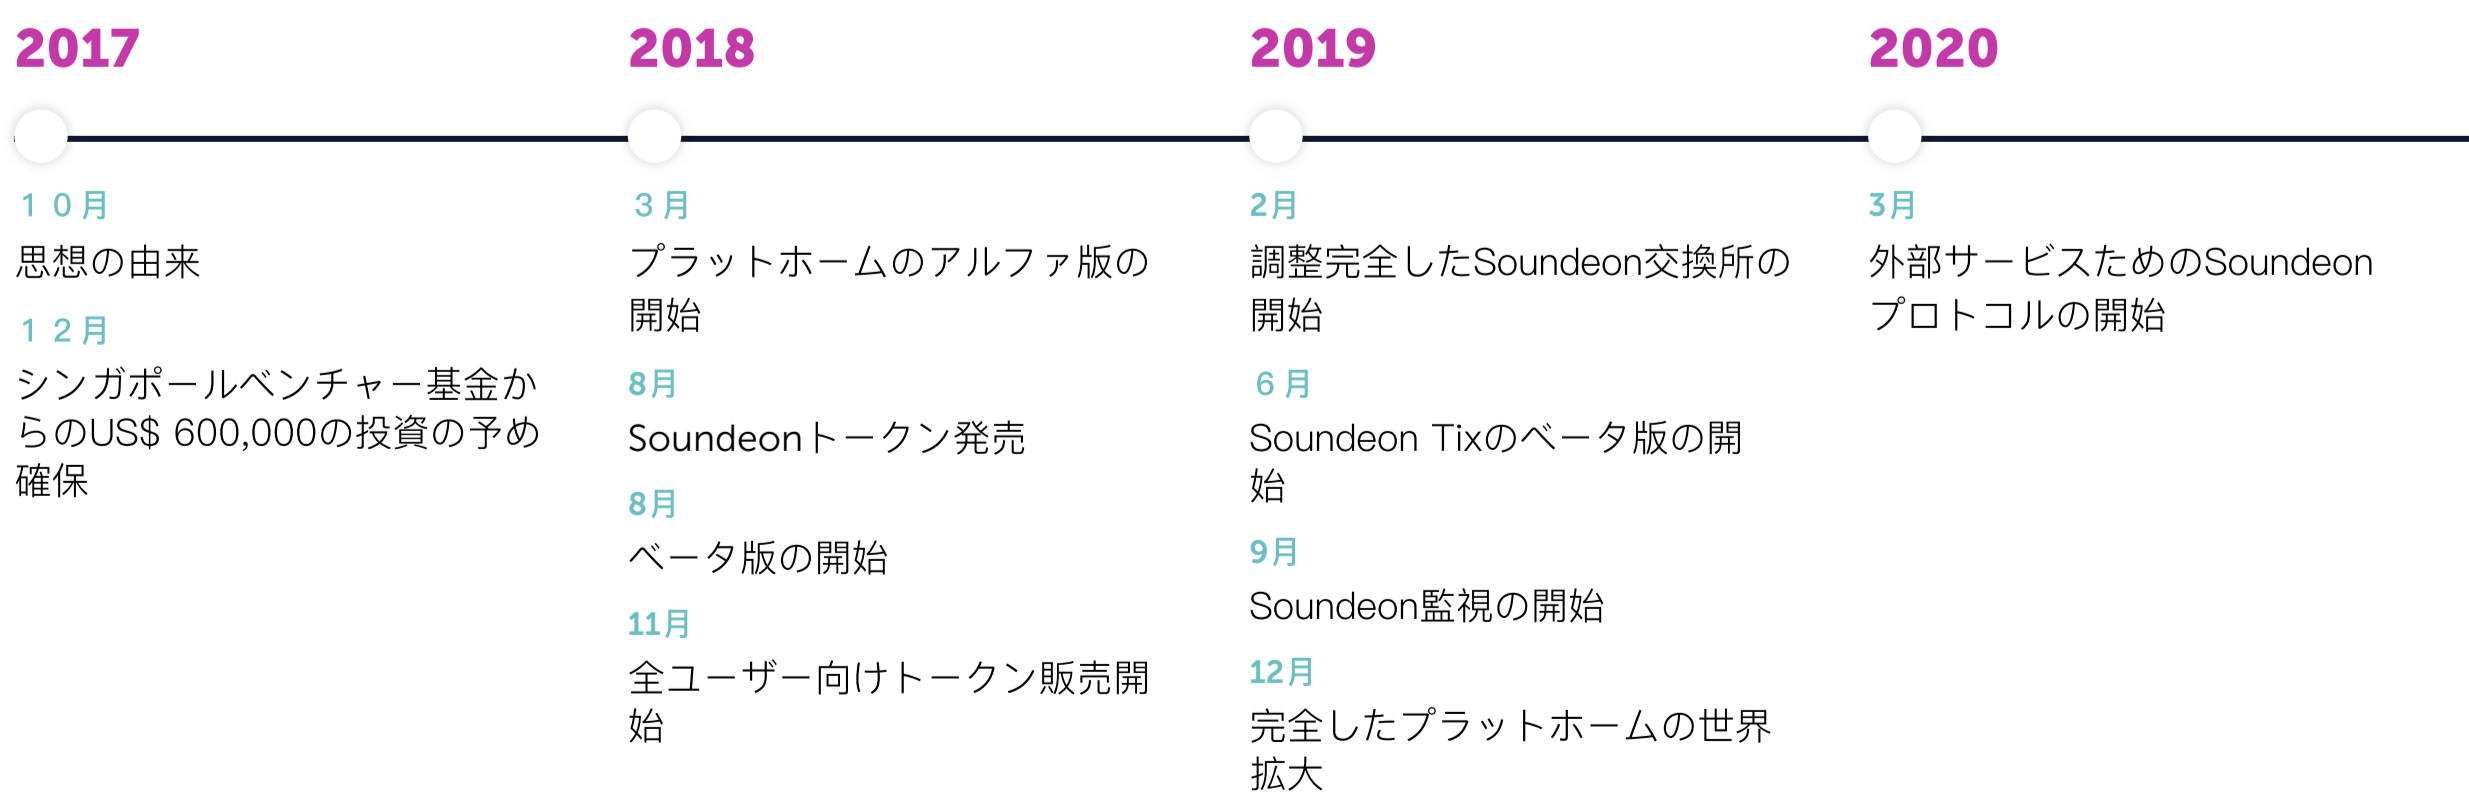 2017
１０月
思想の由来
１２月
シンガポールベンチャー基金か
らのUS$ 600,000の投資の予め
確保
2018
３月
プラットホームのアルファ版の
開始
8月
Soundeonトークン発売
8月
ベータ版の開始
11月
全ユーザー向けトークン販売開
始
2019
2月
調整完全したSoundeon交換所の
開始
６月
Soundeon Tixのベータ版の開
始
9月
Soundeon監視の開始
12月
完全したプラットホームの世界
拡大
2020
3月
外部サービスためのSoundeon
プロトコルの開始